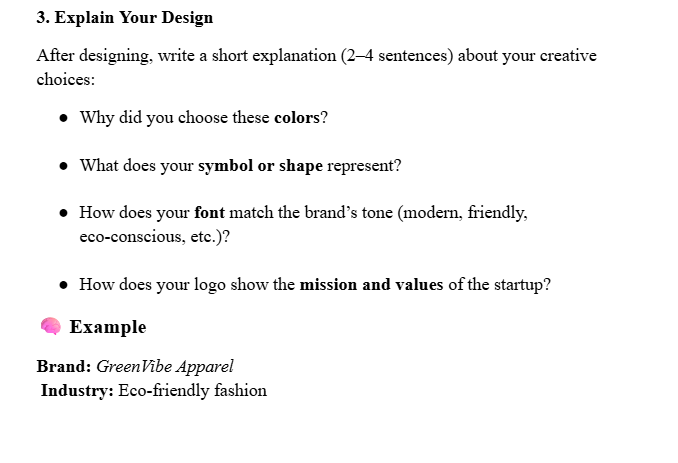 3. Explain Your Design
After designing, write a short explanation (2–4 sentences) about your creative
choices:
● Why did you choose these colors?
● What does your symbol or shape represent?
● How does your font match the brand’s tone (modern, friendly,
eco-conscious, etc.)?
● How does your logo show the mission and values of the startup?
🧠 Example
Brand: GreenVibe Apparel
Industry: Eco-friendly fashion